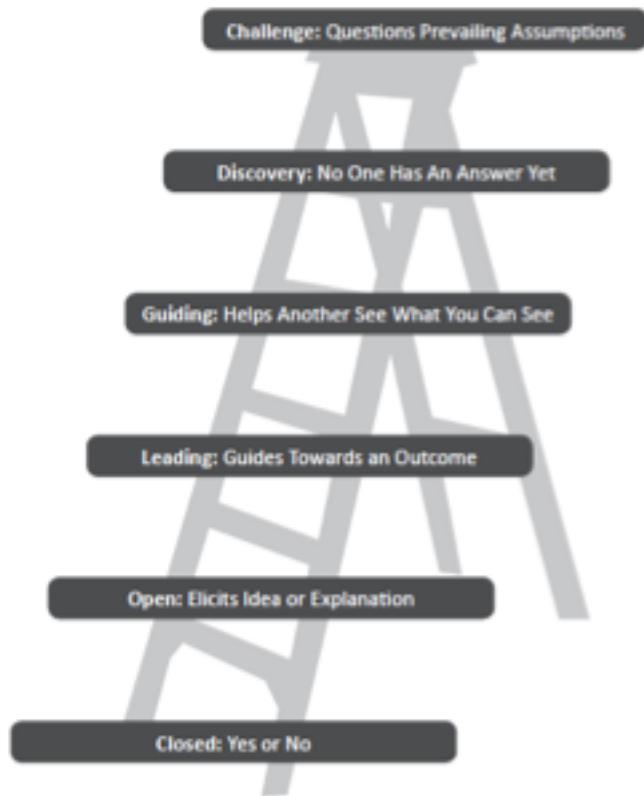 Challenge: Questions Prevailing Assumptions
Discovery: No One Has An Answer Yet
Guiding: Helps Another See What You Can See
Leading: Guides Towards an Outcome
Open: Elicits Idea or Explanation
Closed: Yes or No